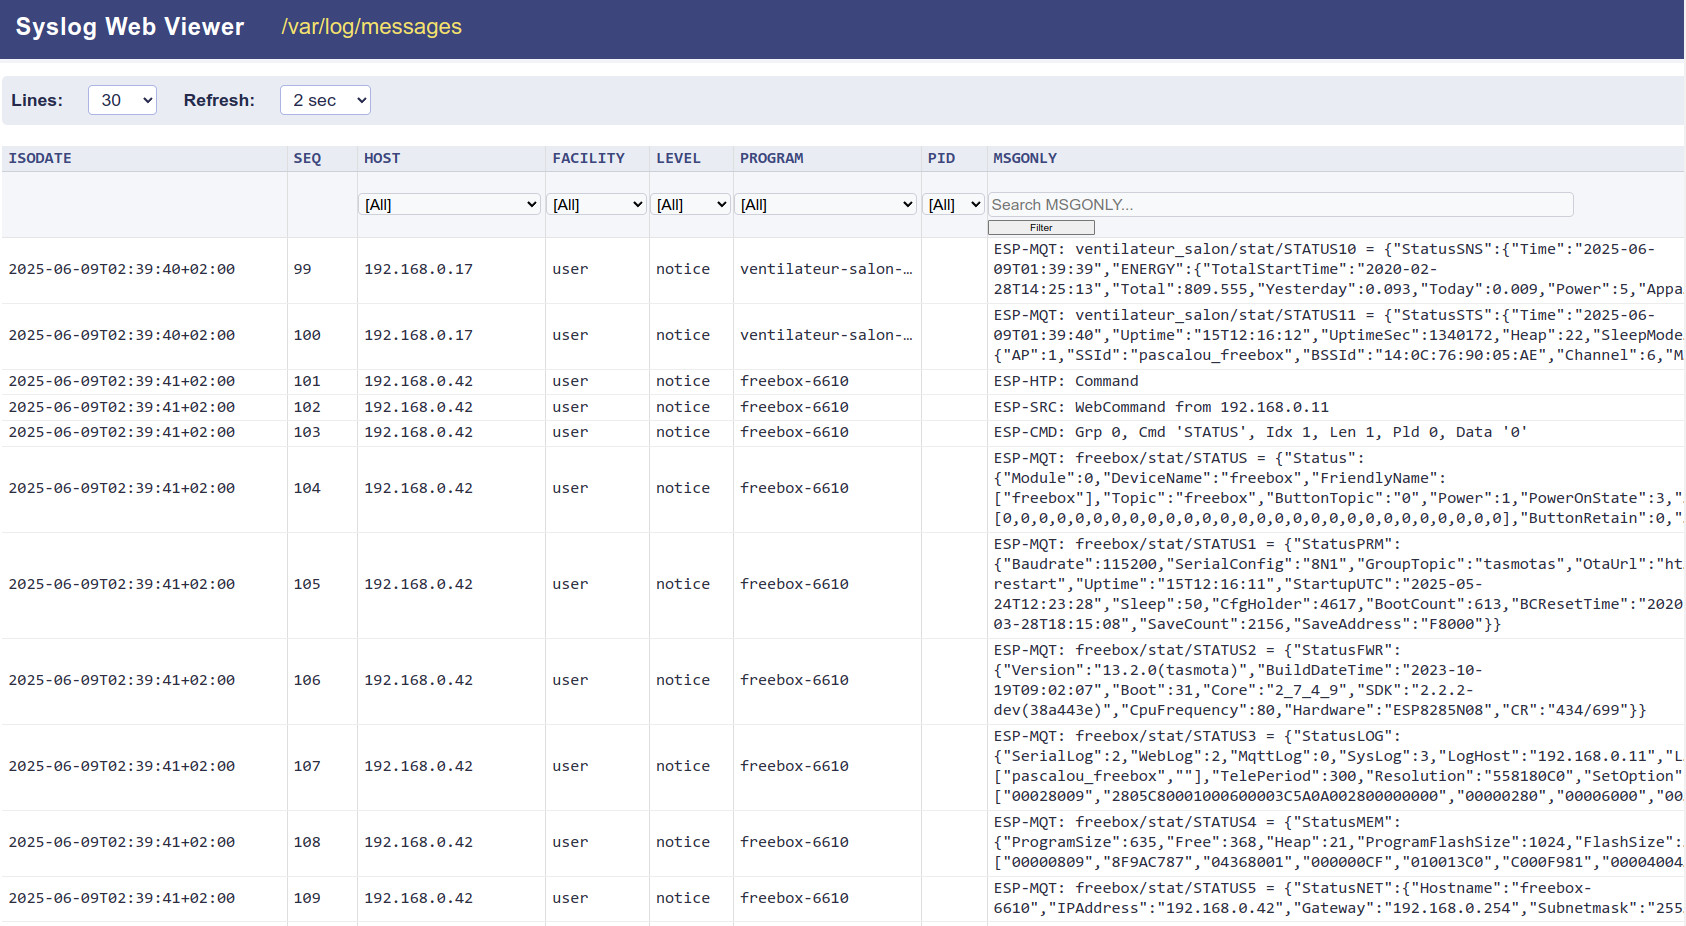 Syslog Web Viewer /var/log/messages
Lines: 30 Refresh: 2 sec
ISODATE SEQ HOST FACILITY LEVEL PROGRAM PID MSGONLY
[All] [All] [All] [All] [All] Search MSGONLY...
Filter
2025-06-09T02:39:40+02:00 99 192.168.0.17 user notice ventilateur-salon-… ESP-MQT: ventilateur_salon/stat/STATUS10 = {"StatusSNS":{"Time":"2025-06-
09T01:39:39","ENERGY":{"TotalStartTime":"2020-02-
28T14:25:13","Total":809.555,"Yesterday":0.093,"Today":0.009,"Power":5,"Appa
2025-06-09T02:39:40+02:00 100 192.168.0.17 user notice ventilateur-salon-… ESP-MQT: ventilateur_salon/stat/STATUS11 = {"StatusSTS":{"Time":"2025-06-
09T01:39:40","Uptime":"15T12:16:12","UptimeSec":1340172,"Heap":22,"SleepMode
{"AP":1,"SSId":"pascalou_freebox","BSSId":"14:0C:76:90:05:AE","Channel":6,"M
2025-06-09T02:39:41+02:00 101 192.168.0.42 user notice freebox-6610 ESP-HTP: Command
2025-06-09T02:39:41+02:00 102 192.168.0.42 user notice freebox-6610 ESP-SRC: WebCommand from 192.168.0.11
2025-06-09T02:39:41+02:00 103 192.168.0.42 user notice freebox-6610 ESP-CMD: Grp 0, Cmd 'STATUS', Idx 1, Len 1, Pld 0, Data '0'
2025-06-09T02:39:41+02:00 104 192.168.0.42 user notice freebox-6610 ESP-MQT: freebox/stat/STATUS = {"Status":
{"Module":0,"DeviceName":"freebox","FriendlyName":
["freebox"],"Topic":"freebox","ButtonTopic":"0","Power":1,"PowerOnState":3,"
[0,0,0,0,0,0,0,0,0,0,0,0,0,0,0,0,0,0,0,0,0,0,0,0,0,0,0,0],"ButtonRetain":0,"
2025-06-09T02:39:41+02:00 105 192.168.0.42 user notice freebox-6610 ESP-MQT: freebox/stat/STATUS1 = {"StatusPRM":
{"Baudrate":115200,"SerialConfig":"8N1","GroupTopic":"tasmotas","OtaUrl":"ht
restart","Uptime":"15T12:16:11","StartupUTC":"2025-05-
24T12:23:28","Sleep":50,"CfgHolder":4617,"BootCount":613,"BCResetTime":"2020
03-28T18:15:08","SaveCount":2156,"SaveAddress":"F8000"}}
2025-06-09T02:39:41+02:00 106 192.168.0.42 user notice freebox-6610 ESP-MQT: freebox/stat/STATUS2 = {"StatusFWR":
{"Version":"13.2.0(tasmota)","BuildDateTime":"2023-10-
19T09:02:07","Boot":31,"Core":"2_7_4_9","SDK":"2.2.2-
dev(38a443e)","CpuFrequency":80,"Hardware":"ESP8285N08","CR":"434/699"}}
2025-06-09T02:39:41+02:00 107 192.168.0.42 user notice freebox-6610 ESP-MQT: freebox/stat/STATUS3 = {"StatusLOG":
{"SerialLog":2,"WebLog":2,"MqttLog":0,"SysLog":3,"LogHost":"192.168.0.11","L
["pascalou_freebox",""],"TelePeriod":300,"Resolution":"558180C0","SetOption"
["00028009","2805C80001000600003C5A0A002800000000","00000280","00006000","00
2025-06-09T02:39:41+02:00 108 192.168.0.42 user notice freebox-6610 ESP-MQT: freebox/stat/STATUS4 = {"StatusMEM":
{"ProgramSize":635,"Free":368,"Heap":21,"ProgramFlashSize":1024,"FlashSize":
["00000809","8F9AC787","04368001","000000CF","010013C0","C000F981","00004004
2025-06-09T02:39:41+02:00 109 192.168.0.42 user notice freebox-6610 ESP-MQT: freebox/stat/STATUS5 = {"StatusNET":{"Hostname":"freebox-
6610","IPAddress":"192.168.0.42","Gateway":"192.168.0.254","Subnetmask":"255